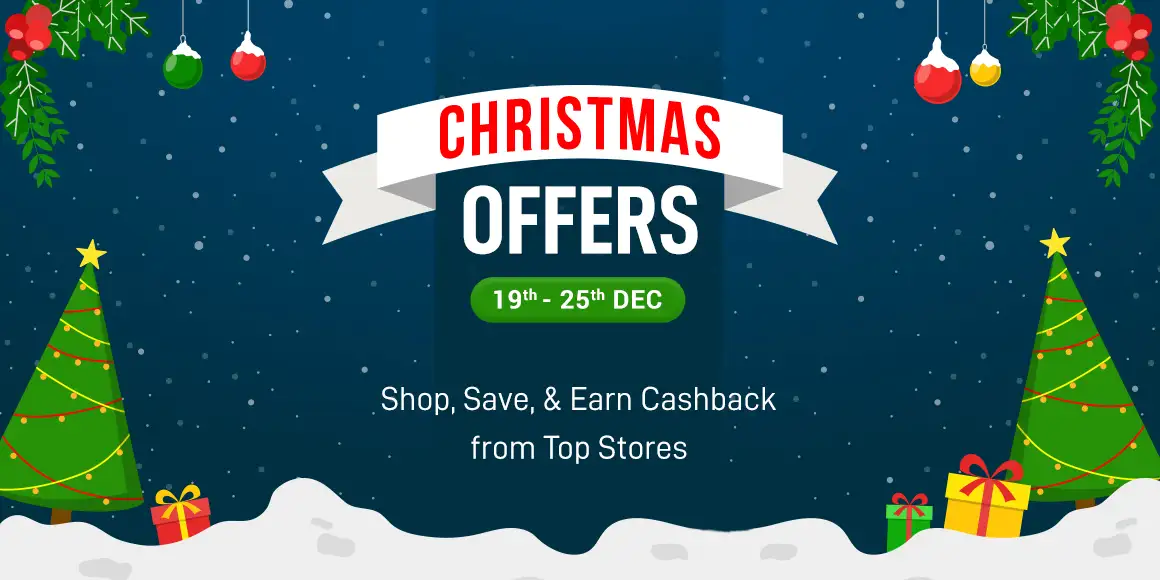 CHRISTMAS
OFFERS
19th - 25th DEC
Shop, Save, & Earn Cashback
from Top Stores